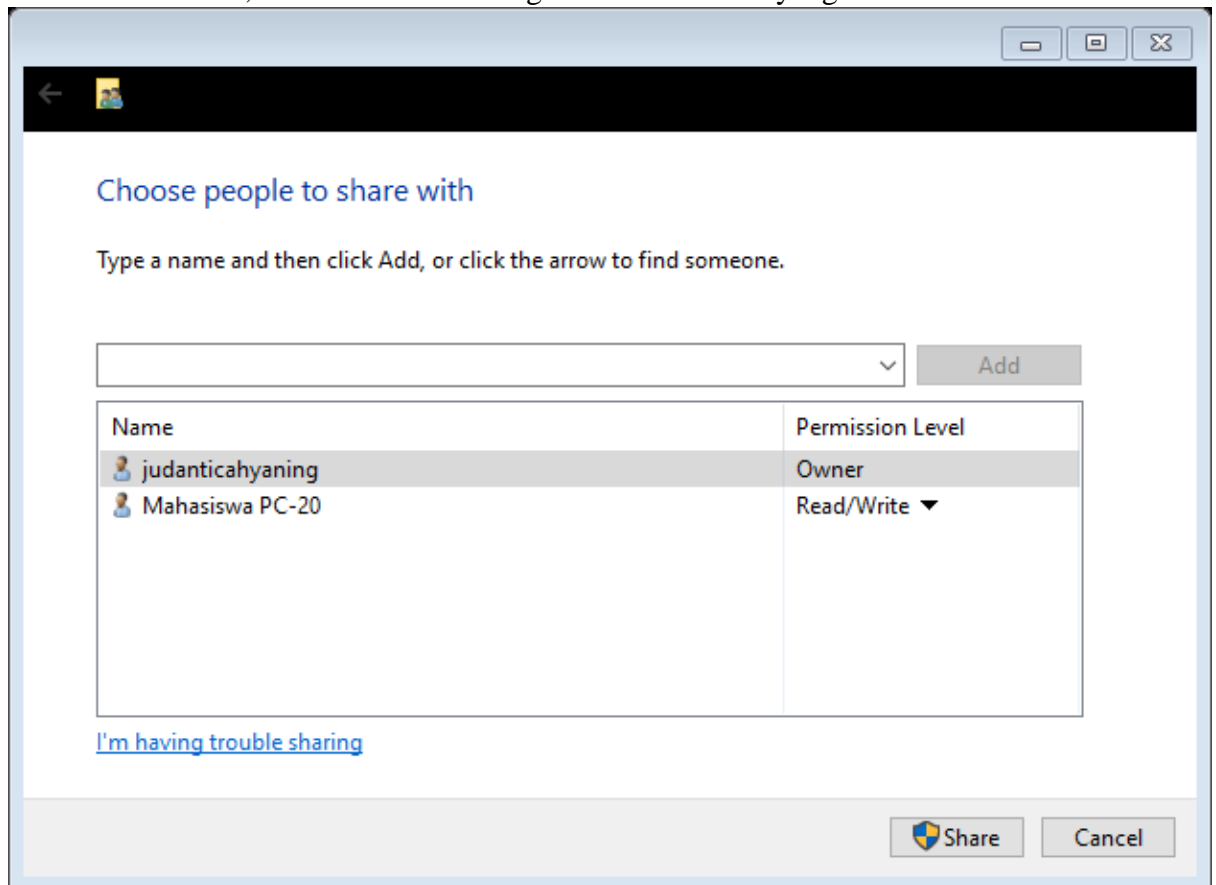 Choose people to share with
Type a name and then click Add, or click the arrow to find someone.
Add
Name Permission Level
judanticahyaning Owner
Mahasiswa PC-20 Read/Write
I'm having trouble sharing
Share Cancel